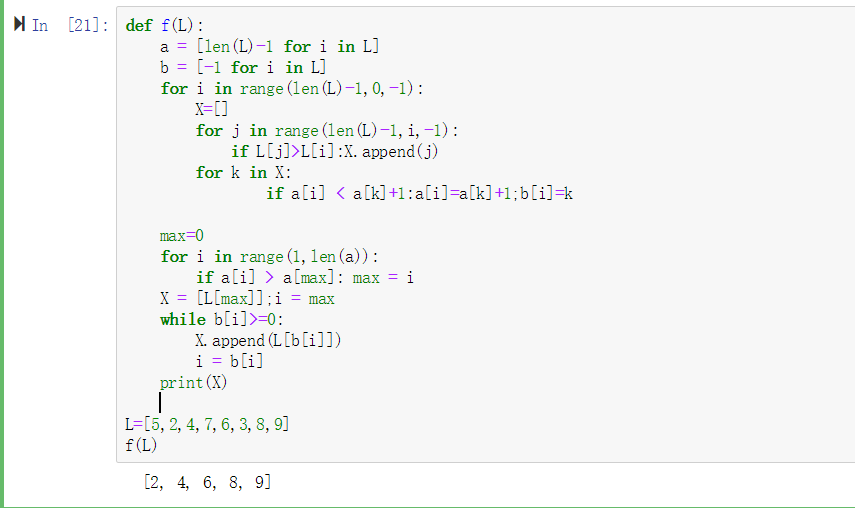 In [21]: def f(L):
    a = [len(L)-1 for i in L]
    b = [-1 for i in L]
    for i in range(len(L)-1,0,-1):
        X=[]
        for j in range(len(L)-1,i,-1):
            if L[j]>L[i]:X.append(j)
        for k in X:
                if a[i] < a[k]+1:a[i]=a[k]+1;b[i]=k
    max=0
    for i in range(1,len(a)):
        if a[i] > a[max]: max = i
    X = [L[max]];i = max
    while b[i]>=0:
        X.append(L[b[i]])
        i = b[i]
    print(X)
L=[5,2,4,7,6,3,8,9]
f(L)
[2, 4, 6, 8, 9]